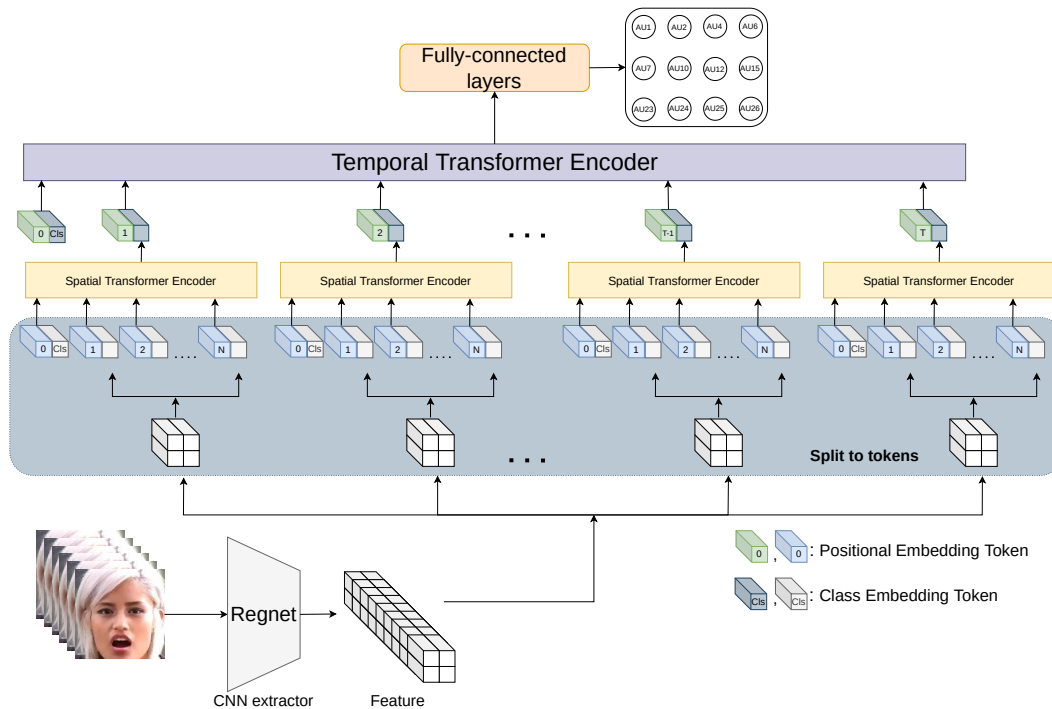 AU1 AU2 AU4 AU6
AU7 AU10 AU12 AU15
AU23 AU24 AU25 AU26
Fully-connected
layers
Temporal Transformer Encoder
0 Cls 1 2 . . . T-1 T
Spatial Transformer Encoder Spatial Transformer Encoder Spatial Transformer Encoder Spatial Transformer Encoder
0 Cls 1 2 .... N 0 Cls 1 2 .... N 0 Cls 1 2 .... N 0 Cls 1 2 .... N
. . . Split to tokens
0 , 0 : Positional Embedding Token
Cls , Cls : Class Embedding Token
Regnet
CNN extractor Feature